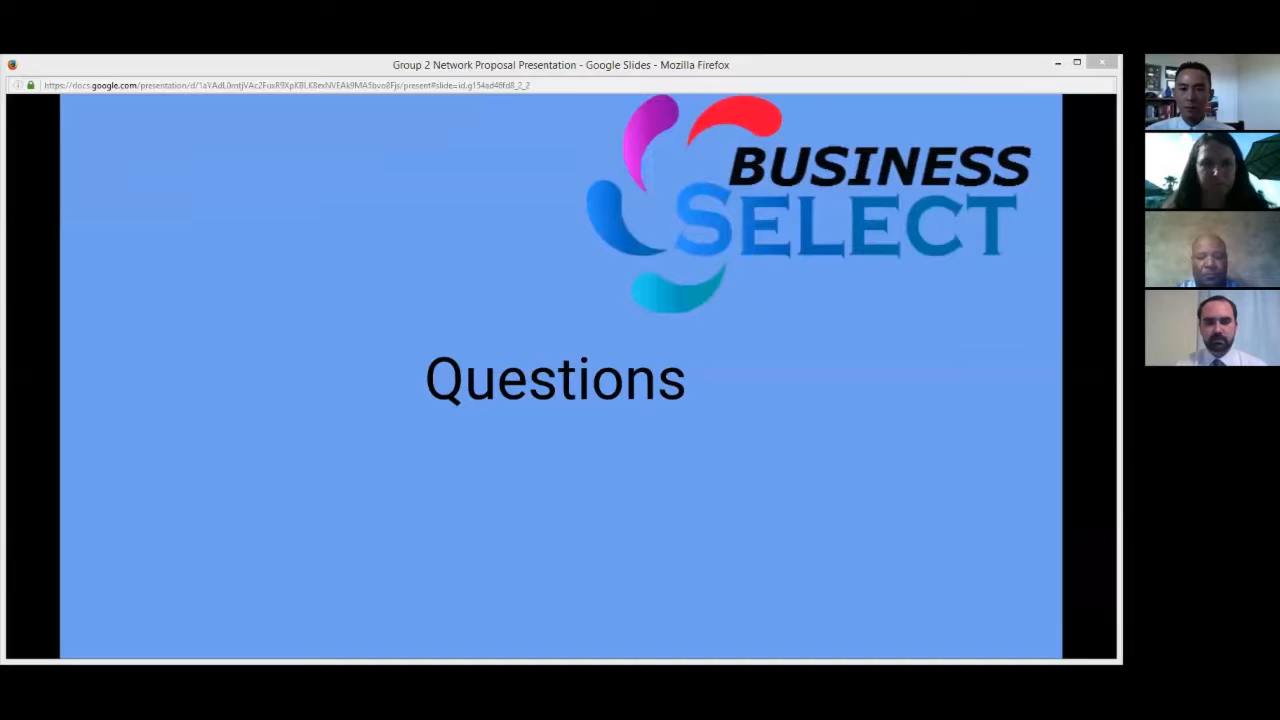 Group 2 Network Proposal Presentation - Google Slides - Mozilla Firefox
BUSINESS
SELECT
Questions